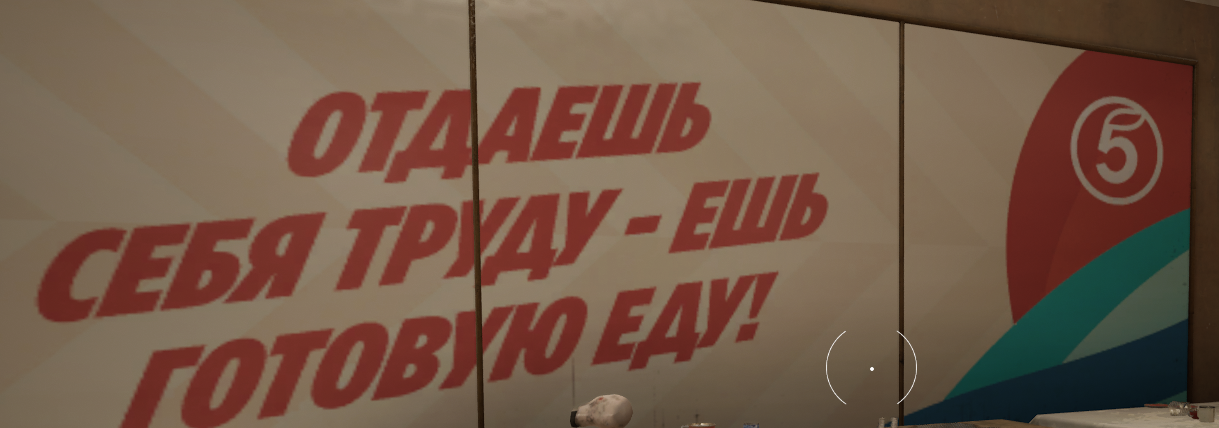 ОТДАЕШЬ
СЕБЯ ТРУДУ - ЕШЬ
ГОТОВУЮ ЕДУ!
5